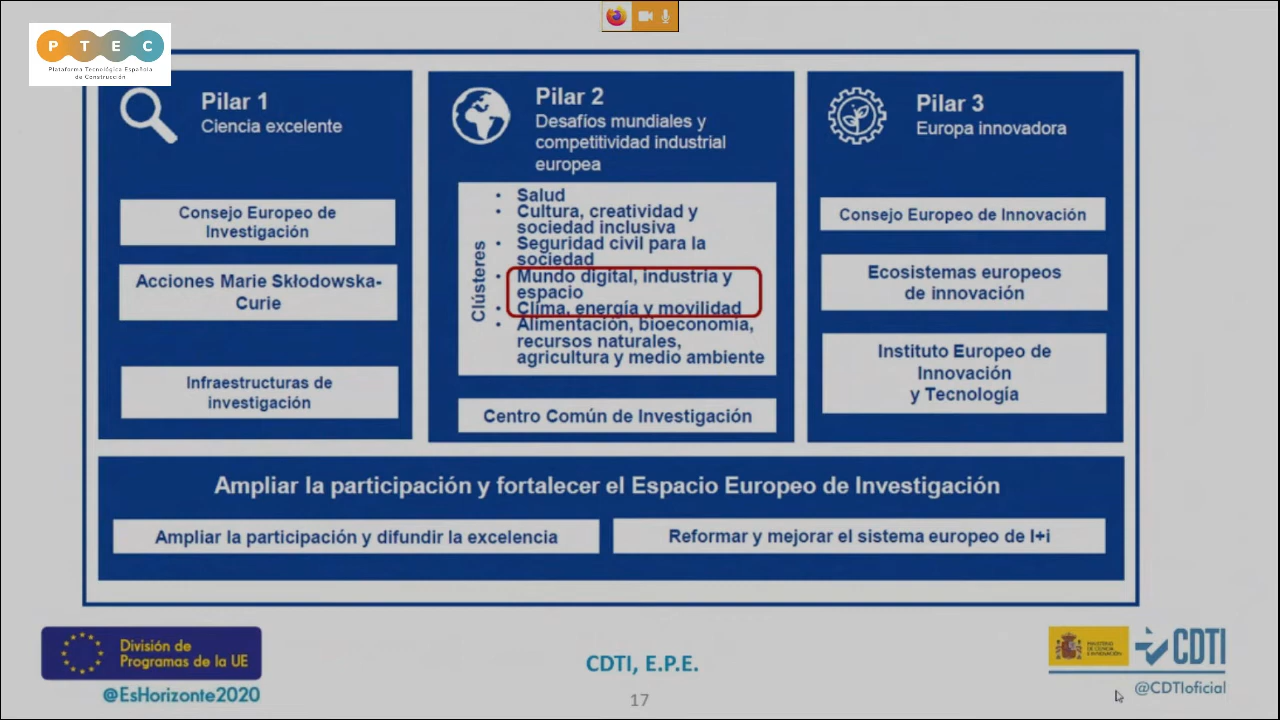 P T E C
Plataforma Tecnológica Española
de Construcción
Pilar 1
Ciencia excelente
Consejo Europeo de
Investigación
Acciones Marie Skłodowska-
Curie
Infraestructuras de
investigación
Pilar 2
Desafíos mundiales y
competitividad industrial
europea
Clústeres
• Salud
• Cultura, creatividad y
sociedad inclusiva
• Seguridad civil para la
sociedad
• Mundo digital, industria y
espacio
• Clima, energía y movilidad
• Alimentación, bioeconomía,
recursos naturales,
agricultura y medio ambiente
Centro Común de Investigación
Pilar 3
Europa innovadora
Consejo Europeo de Innovación
Ecosistemas europeos
de innovación
Instituto Europeo de
Innovación
y Tecnología
Ampliar la participación y fortalecer el Espacio Europeo de Investigación
Ampliar la participación y difundir la excelencia
Reformar y mejorar el sistema europeo de I+i
División de
Programas de la UE
@EsHorizonte2020
CDTI, E.P.E.
17
MINISTERIO
DE CIENCIA
E INNOVACIÓN
CDTI
@CDTIoficial